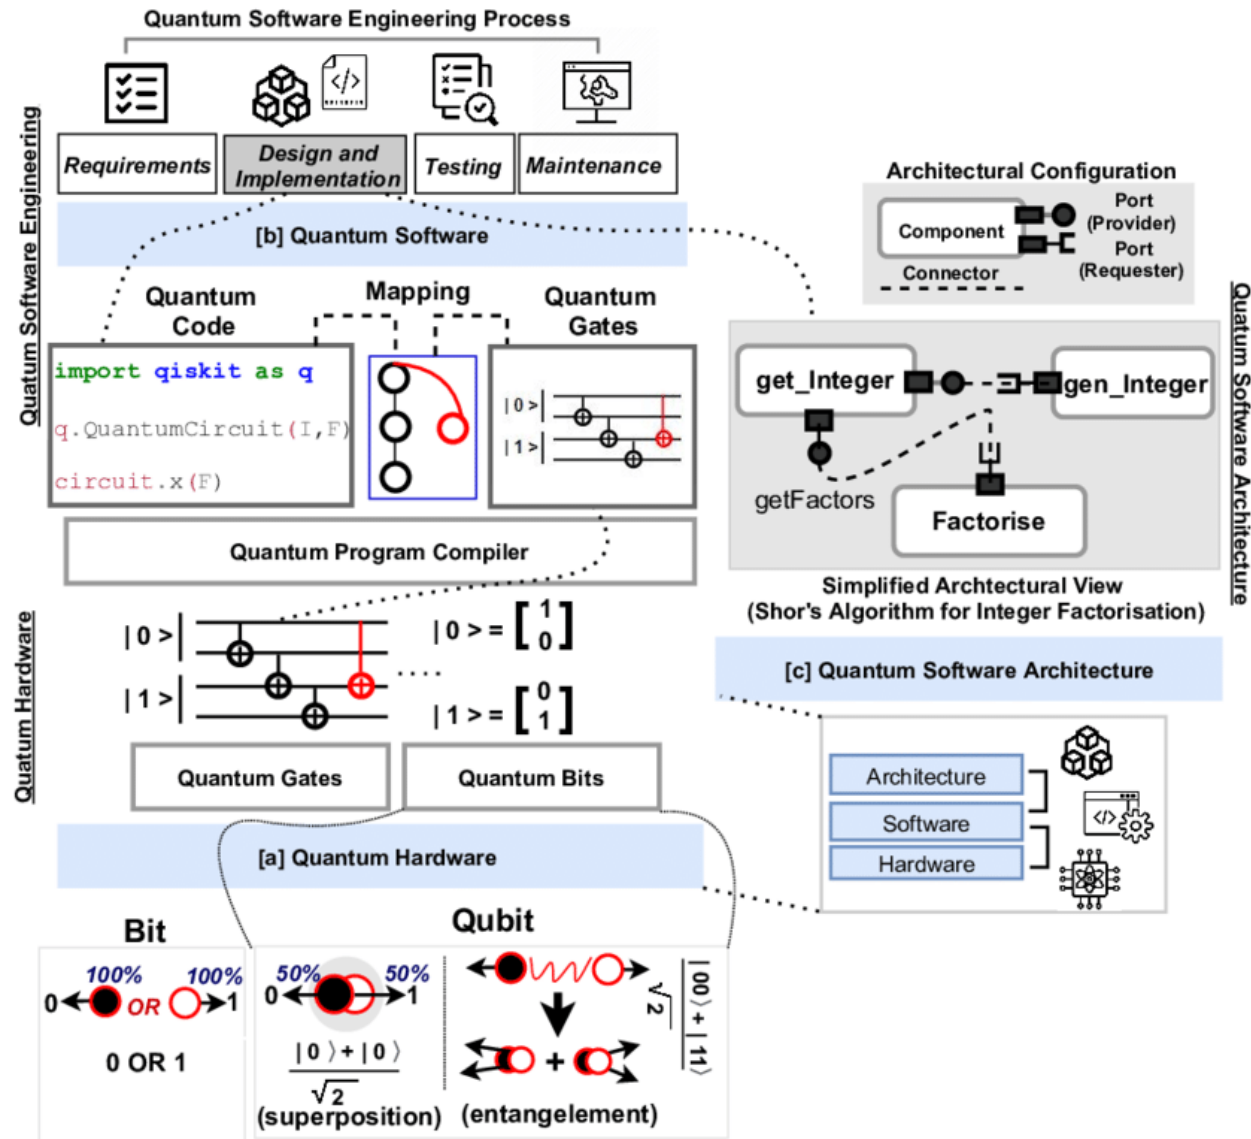 Quantum Software Engineering Process
Requirements
Design and
Implementation
Testing
Maintenance
Quatum Software Engineering
[b] Quantum Software
Quantum
Code
Mapping
Quantum
Gates
import qiskit as q
q.QuantumCircuit(I,F)
circuit.x(F)
| 0 >
| 1 >
Quantum Program Compiler
Quatum Hardware
| 0 >
| 1 >
| 0 > = [ 1 0 ]
| 1 > = [ 0 1 ]
Quantum Gates
Quantum Bits
[a] Quantum Hardware
Bit
100%
100%
0
OR
1
0 OR 1
Qubit
50%
50%
0
1
| 0 ⟩ + | 0 ⟩
√2
(superposition)
| 00 ⟩ + | 11 ⟩
√2
+
(entangelement)
Architectural Configuration
Component
Port
(Provider)
Port
(Requester)
Connector
Quatum Software Architecture
get_Integer
gen_Integer
getFactors
Factorise
Simplified Archtectural View
(Shor's Algorithm for Integer Factorisation)
[c] Quantum Software Architecture
Architecture
Software
Hardware